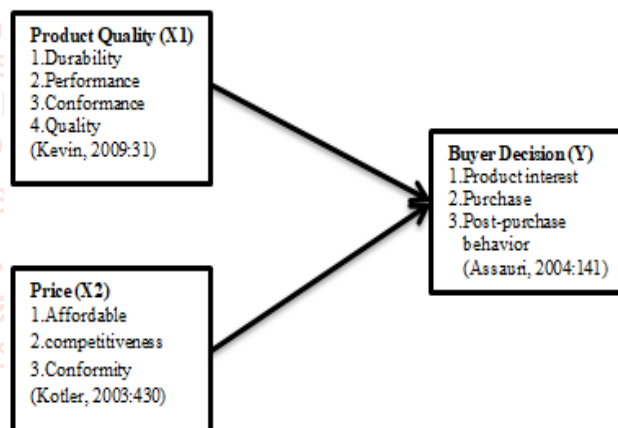 Product Quality (X1)
1.Durability
2.Performance
3.Conformance
4.Quality
(Kevin, 2009:31)
Buyer Decision (Y)
1.Product interest
2.Purchase
3.Post-purchase
behavior
(Assauri, 2004:141)
Price (X2)
1.Affordable
2.competitiveness
3.Conformity
(Kotler, 2003:430)